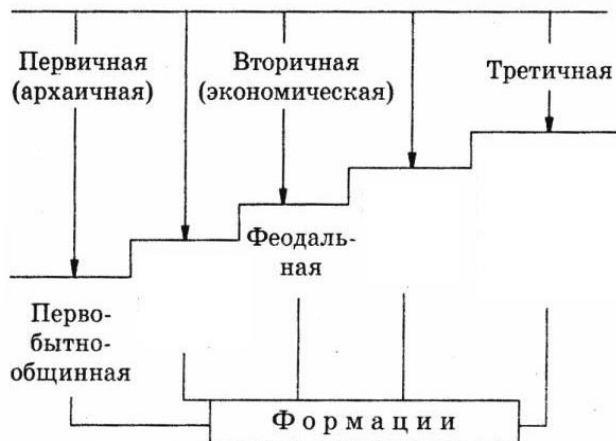 Первичная
(архаичная)
Вторичная
(экономическая)
Третичная
Феодаль-
ная
Перво-
бытно-
общинная
Формации